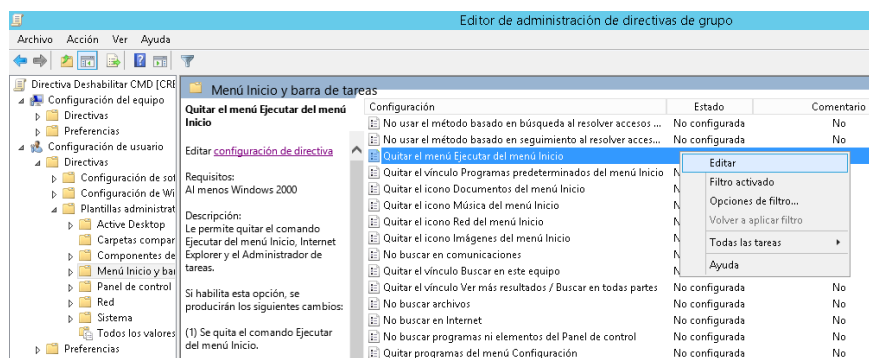 Editor de administración de directivas de grupo
Archivo Acción Ver Ayuda
Directiva Deshabilitar CMD [CRE
Configuración del equipo
Directivas
Preferencias
Configuración de usuario
Directivas
Configuración de sof
Configuración de Wi
Plantillas administrat
Active Desktop
Carpetas compar
Componentes de
Menú Inicio y bar
Panel de control
Red
Sistema
Todos los valores
Preferencias
Menú Inicio y barra de tareas
Quitar el menú Ejecutar del menú
Inicio
Editar configuración de directiva
Requisitos:
Al menos Windows 2000
Descripción:
Le permite quitar el comando
Ejecutar del menú Inicio, Internet
Explorer y el Administrador de
tareas.
Si habilita esta opción, se
producirán los siguientes cambios:
(1) Se quita el comando Ejecutar
del menú Inicio.
Configuración Estado Comentario
No usar el método basado en búsqueda al resolver accesos ... No configurada No
No usar el método basado en seguimiento al resolver acces... No configurada No
Quitar el menú Ejecutar del menú Inicio
Quitar el vínculo Programas predeterminados del menú Inicio N
Quitar el icono Documentos del menú Inicio N
Quitar el icono Música del menú Inicio N
Quitar el icono Red del menú Inicio N
Quitar el icono Imágenes del menú Inicio N
No buscar en comunicaciones N
Quitar el vínculo Buscar en este equipo N
Quitar el vínculo Ver más resultados / Buscar en todas partes No configurada No
No buscar archivos No configurada No
No buscar en Internet No configurada No
No buscar programas ni elementos del Panel de control No configurada No
Quitar programas del menú Configuración No configurada No
Editar
Filtro activado
Opciones de filtro...
Volver a aplicar filtro
Todas las tareas
Ayuda